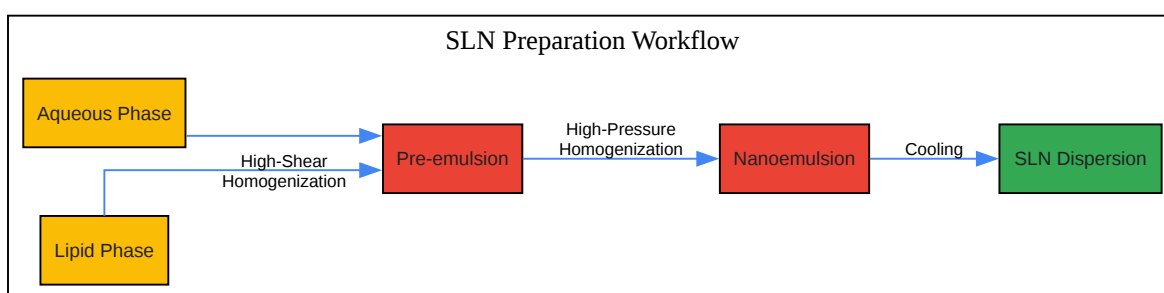 SLN Preparation Workflow
Aqueous Phase
High-Shear
Homogenization
Lipid Phase
Pre-emulsion
High-Pressure
Homogenization
Nanoemulsion
Cooling
SLN Dispersion